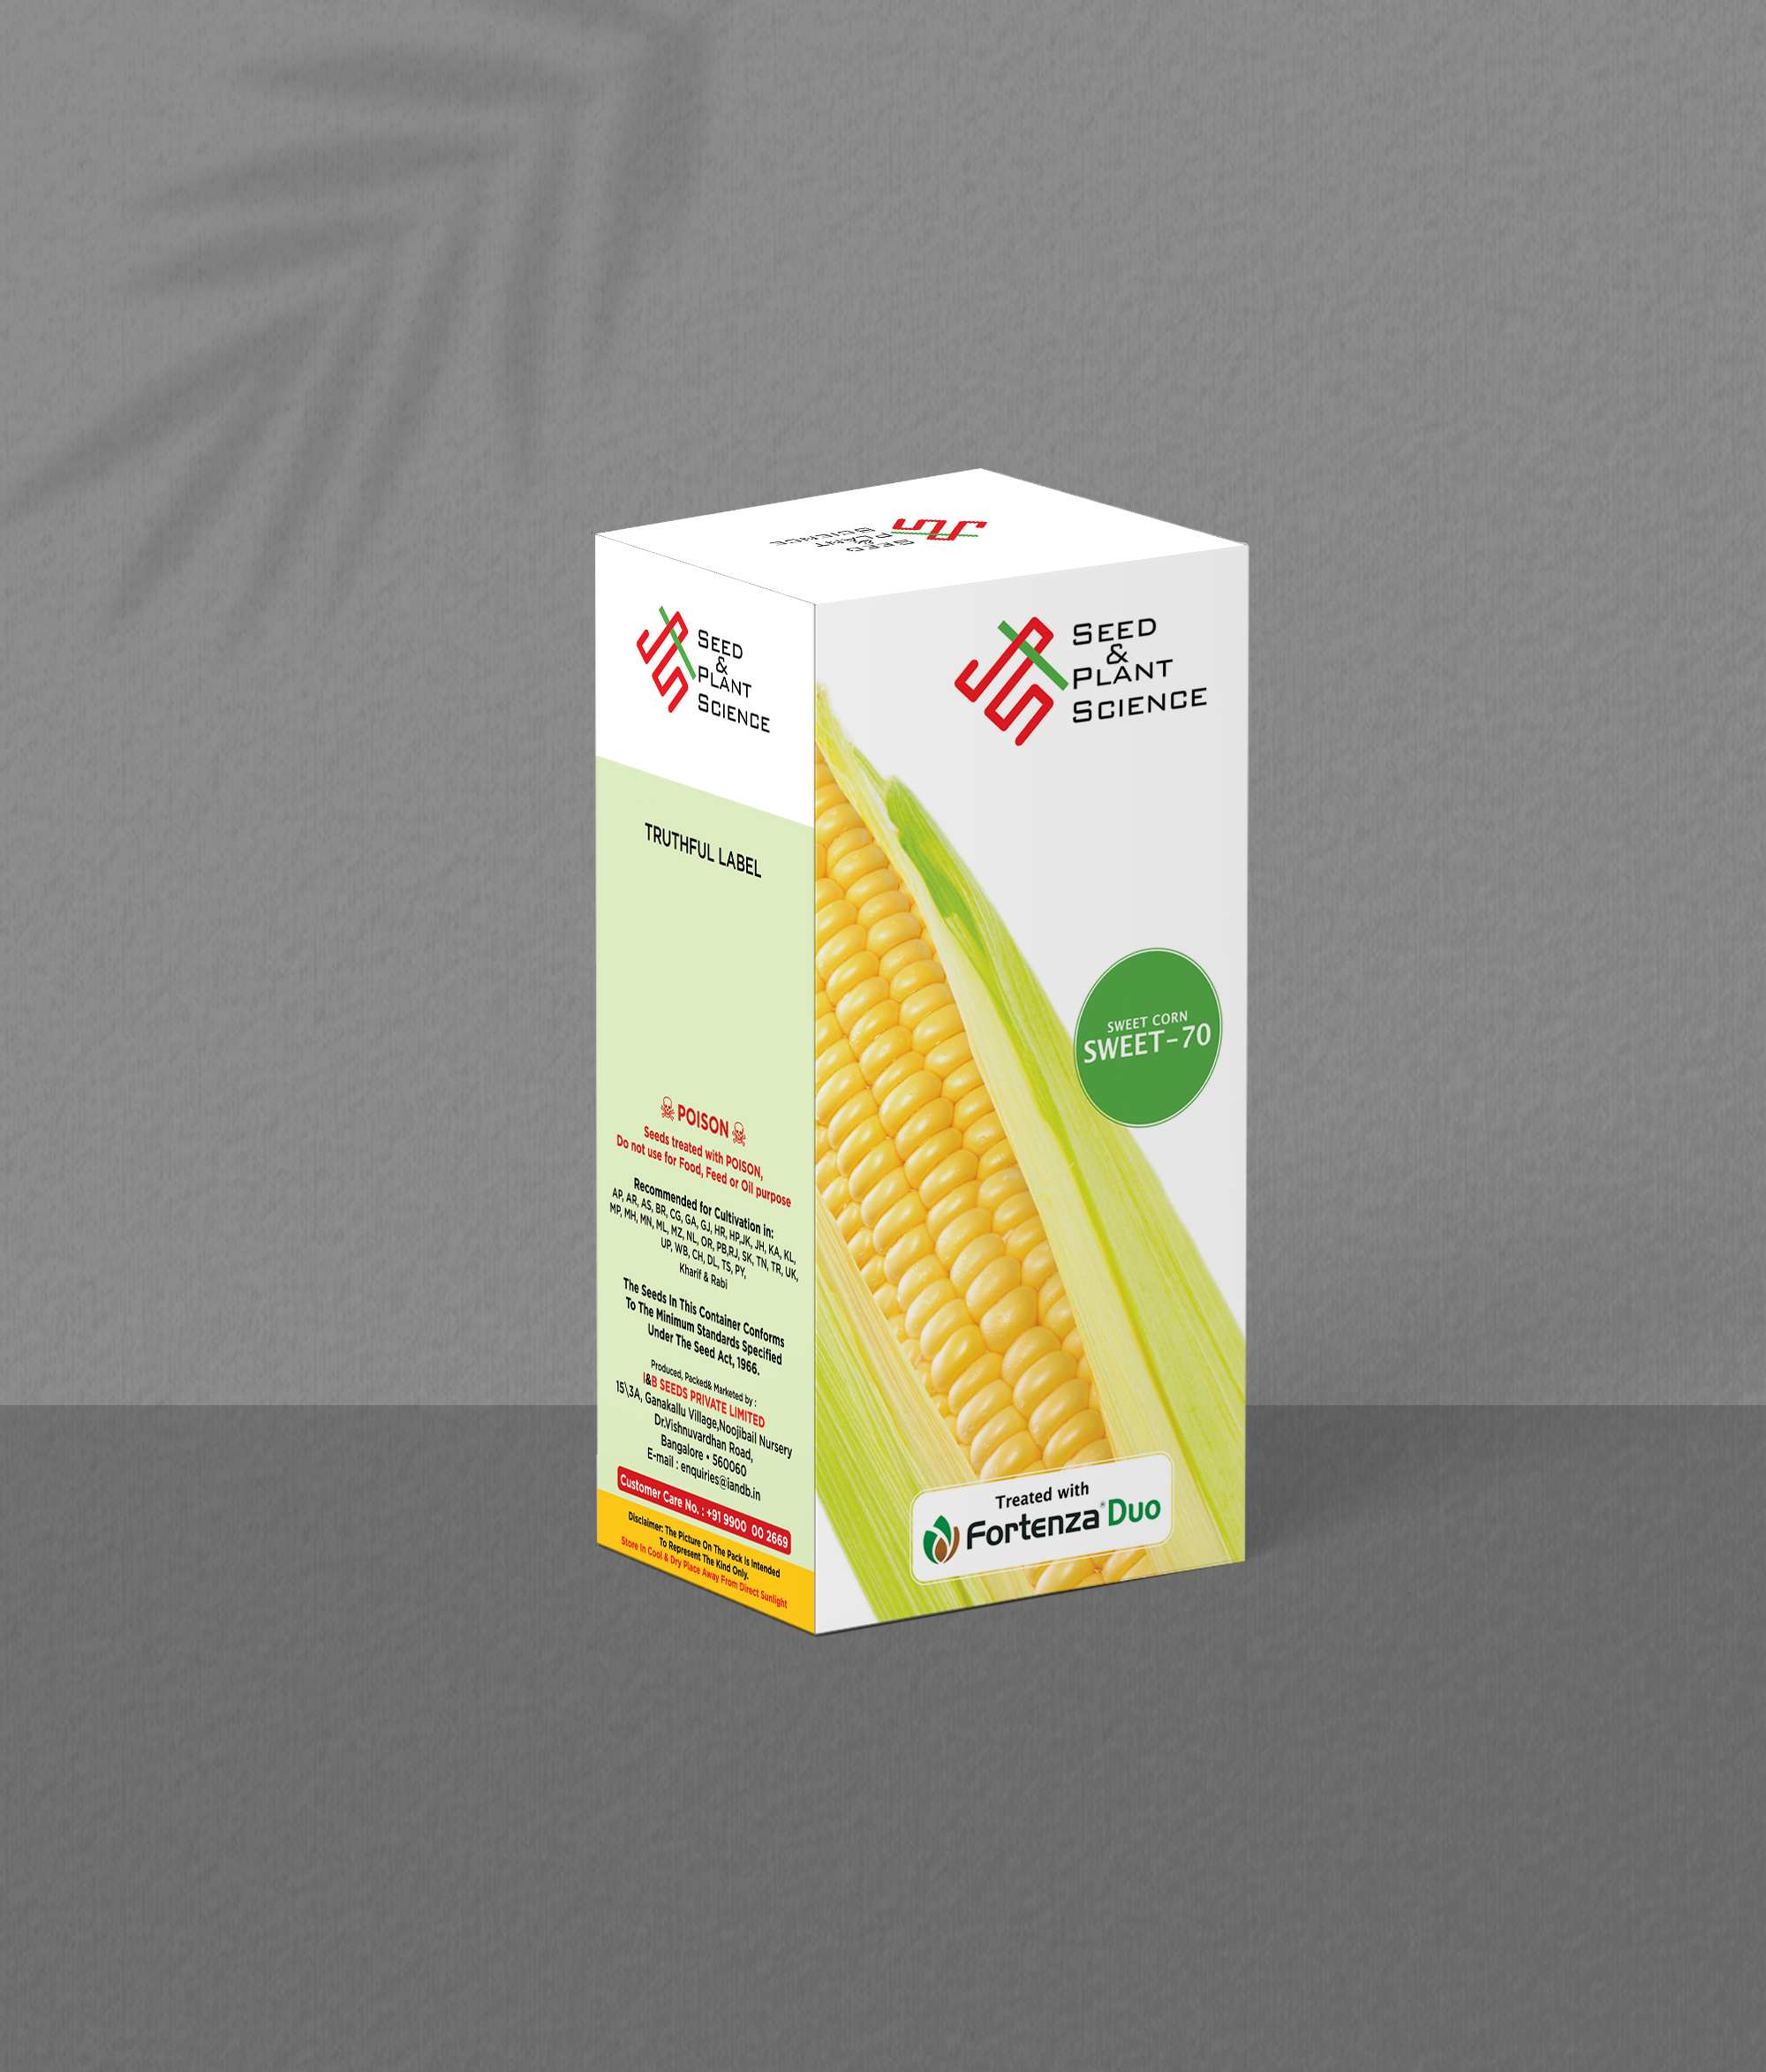 SEED
&
PLANT
SCIENCE
SEED
&
PLANT
SCIENCE
TRUTHFUL LABEL
POISON
Seeds treated with POISON,
Do not use for Food, Feed or Oil purpose
Recommended for Cultivation in:
AP, AR, AS, BR, CG, GA, GJ, HR, HP,JK, JH, KA, KL,
MP, MH, MN, ML, MZ, NL, OR, PB,RJ, SK, TN, TR, UK,
UP, WB, CH, DL, TS, PY,
Kharif & Rabi
The Seeds In This Container Conforms
To The Minimum Standards Specified
Under The Seed Act, 1966.
Produced, Packed& Marketed by :
I&B SEEDS PRIVATE LIMITED
15\3A, Ganakallu Village,Noojibail Nursery
Dr.Vishnuvardhan Road,
Bangalore • 560060
E-mail : enquiries@iandb.in
Customer Care No. : +91 9900 00 2669
Disclaimer: The Picture On The Pack Is Intended
To Represent The Kind Only.
Store In Cool & Dry Place Away From Direct Sunlight
SEED
&
PLANT
SCIENCE
SWEET CORN
SWEET-70
Treated with
Fortenza® Duo